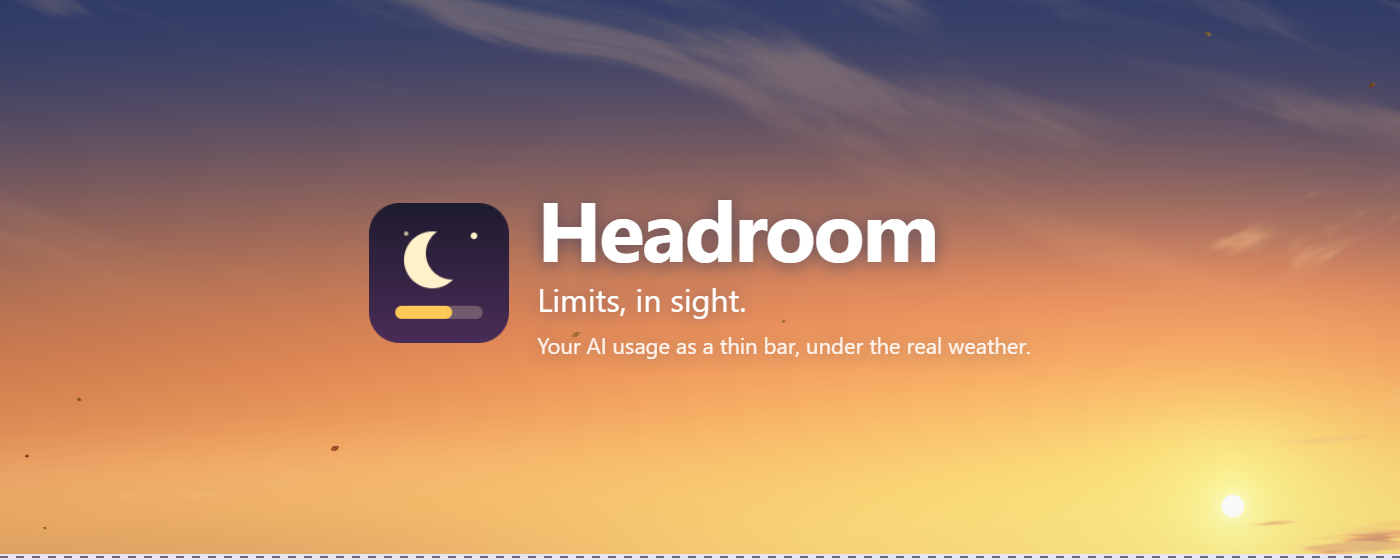 Headroom
Limits, in sight.
Your AI usage as a thin bar, under the real weather.